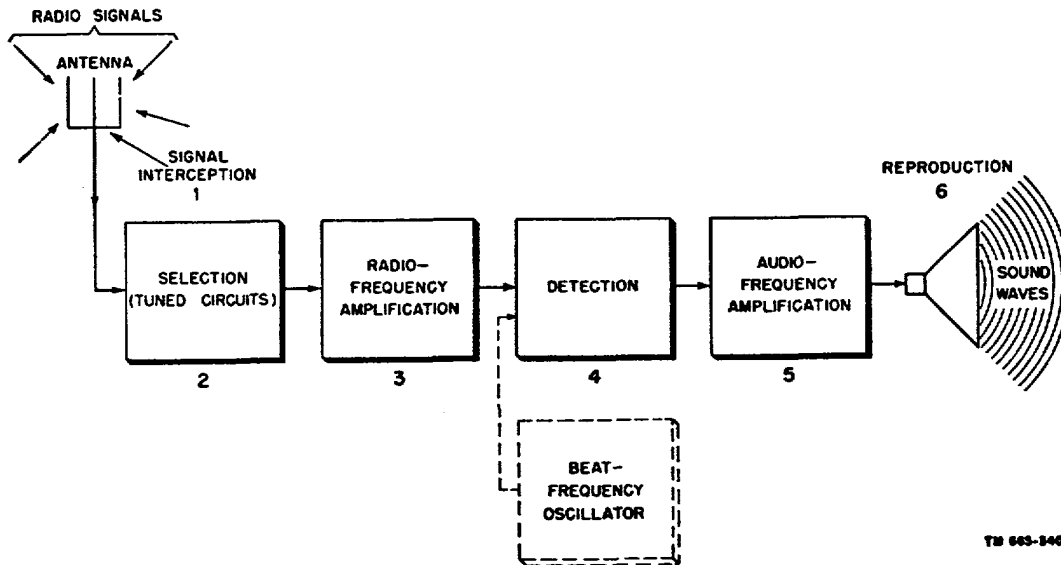 RADIO SIGNALS
ANTENNA
SIGNAL
INTERCEPTION
1
SELECTION
(TUNED CIRCUITS)
2
RADIO-
FREQUENCY
AMPLIFICATION
3
DETECTION
4
AUDIO-
FREQUENCY
AMPLIFICATION
5
REPRODUCTION
6
SOUND
WAVES
BEAT-
FREQUENCY
OSCILLATOR
TM